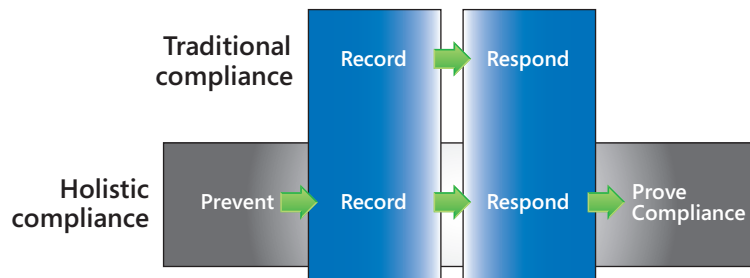 Traditional
compliance
Record
Respond
Holistic
compliance
Prevent
Record
Respond
Prove
Compliance